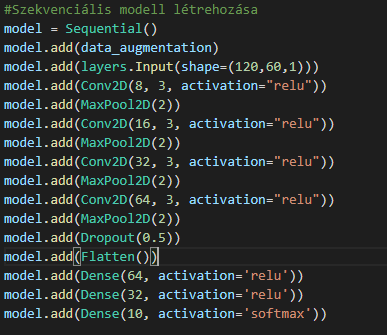 #Szekvenciális modell létrehozása
model = Sequential()
model.add(data_augmentation)
model.add(layers.Input(shape=(120,60,1)))
model.add(Conv2D(8, 3, activation="relu"))
model.add(MaxPool2D(2))
model.add(Conv2D(16, 3, activation="relu"))
model.add(MaxPool2D(2))
model.add(Conv2D(32, 3, activation="relu"))
model.add(MaxPool2D(2))
model.add(Conv2D(64, 3, activation="relu"))
model.add(MaxPool2D(2))
model.add(Dropout(0.5))
model.add(Flatten())
model.add(Dense(64, activation='relu'))
model.add(Dense(32, activation='relu'))
model.add(Dense(10, activation='softmax'))